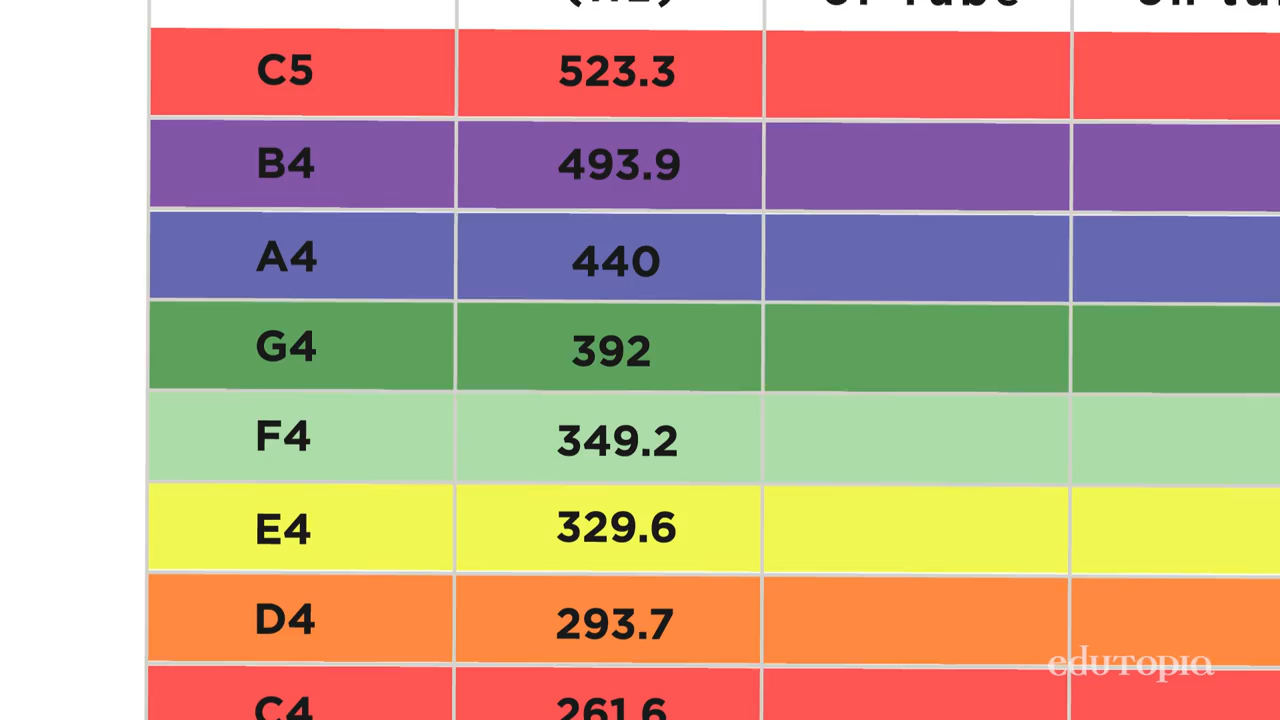 C5 523.3
B4 493.9
A4 440
G4 392
F4 349.2
E4 329.6
D4 293.7
edutopia
C4 261.6